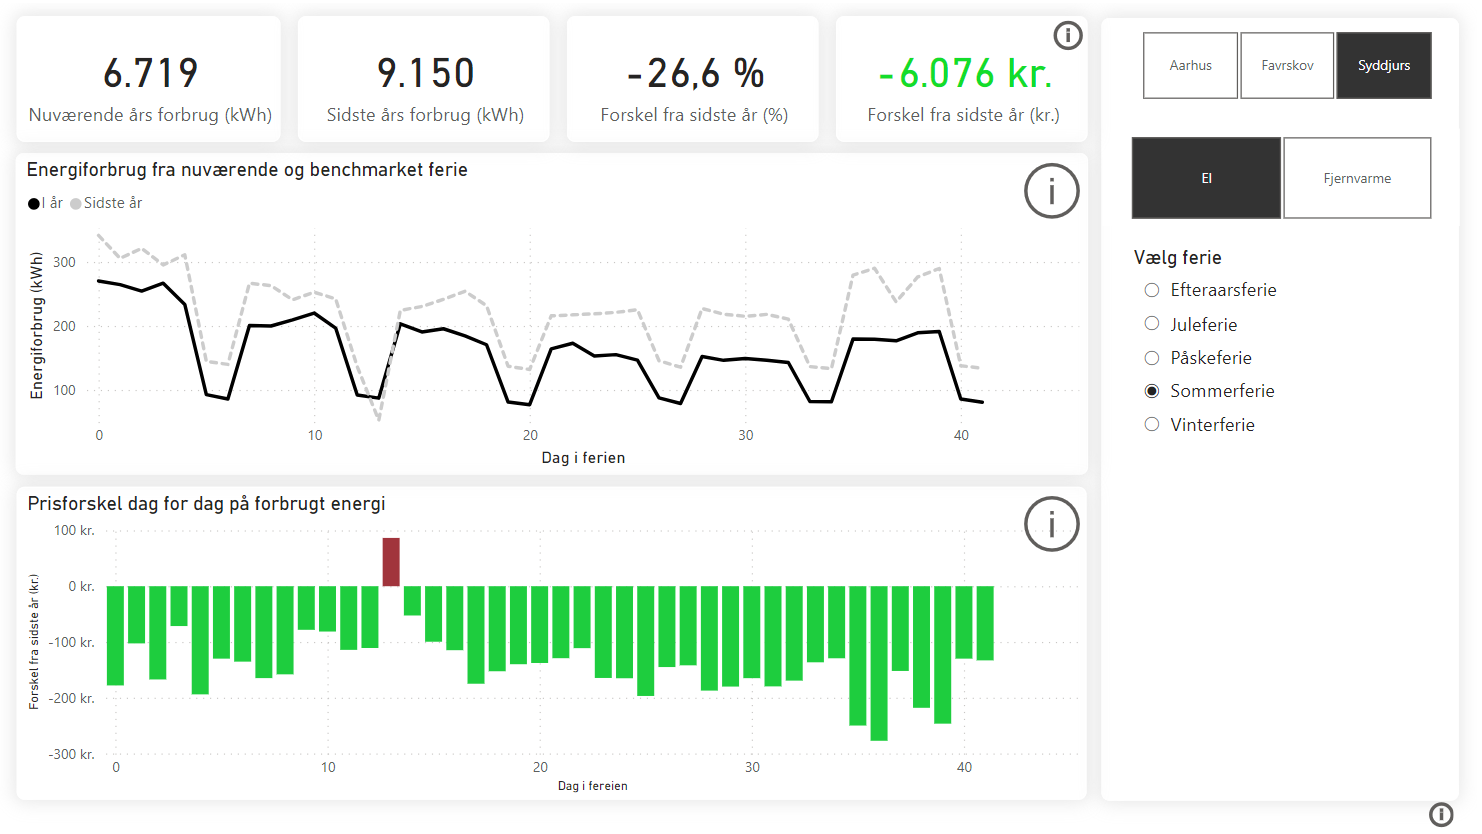 6.719
Nuværende års forbrug (kWh)
9.150
Sidste års forbrug (kWh)
-26,6 %
Forskel fra sidste år (%)
-6.076 kr.
Forskel fra sidste år (kr.)
i
Aarhus
Favrskov
Syddjurs
El
Fjernvarme
Vælg ferie
Efteraarsferie
Juleferie
Påskeferie
Sommerferie
Vinterferie
Energiforbrug fra nuværende og benchmarket ferie
i
I år
Sidste år
Energiforbrug (kWh)
300
200
100
0
10
20
30
40
Dag i ferien
Prisforskel dag for dag på forbrugt energi
i
Forskel fra sidste år (kr.)
100 kr.
0 kr.
-100 kr.
-200 kr.
-300 kr.
0
10
20
30
40
Dag i fereien
i